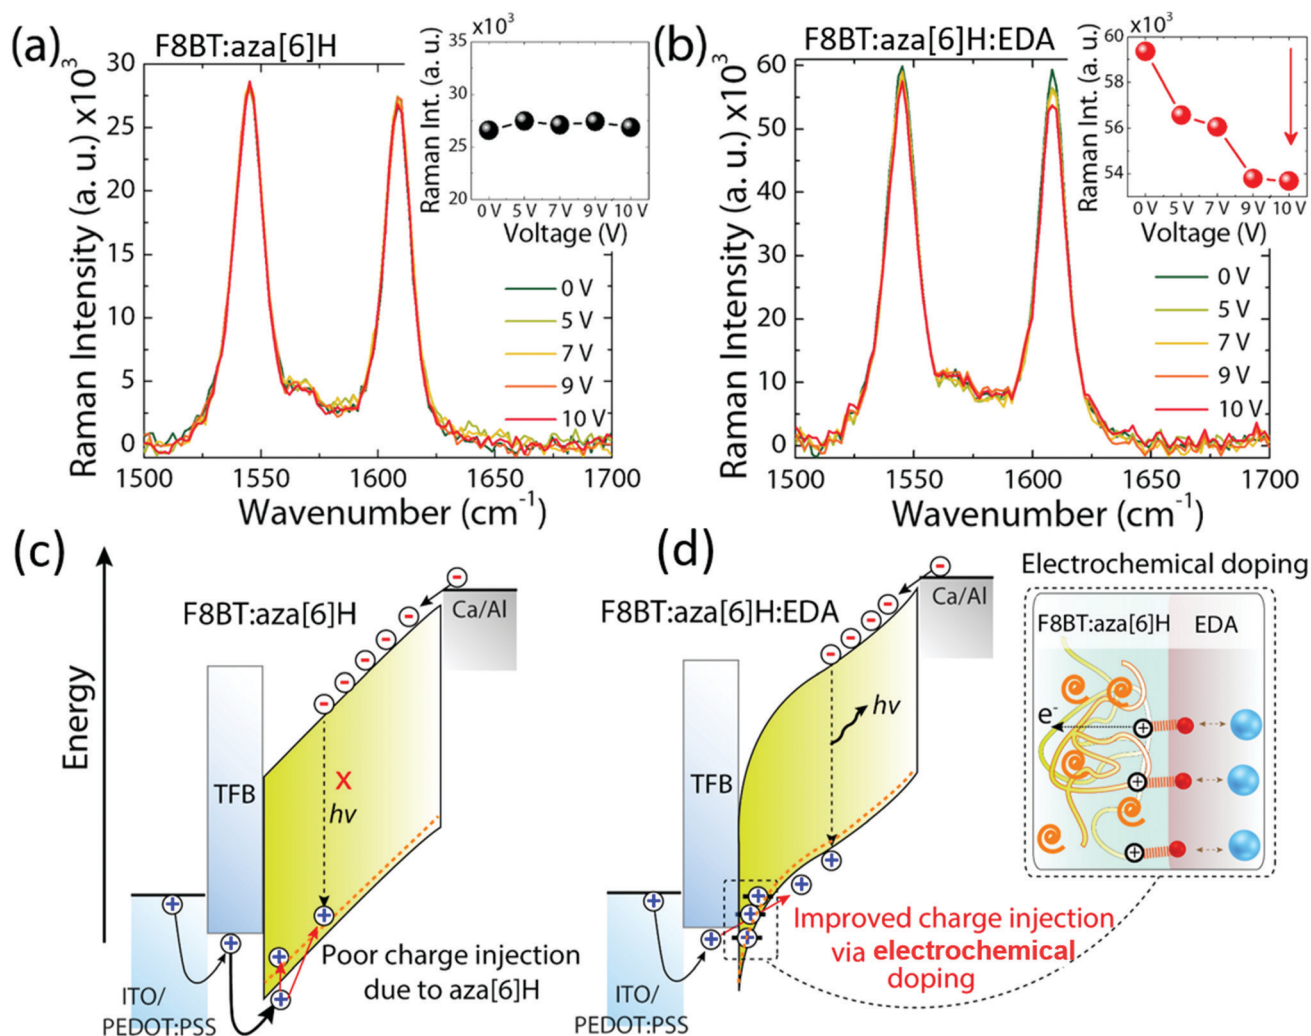 (a)
F8BT:aza[6]H
Raman Intensity (a. u.) x10³
30
25
20
15
10
5
0
1500
1550
1600
1650
1700
Wavenumber (cm⁻¹)
x10³
Raman Int. (a. u.)
35
30
25
20
0 V 5 V 7 V 9 V 10 V
Voltage (V)
0 V
5 V
7 V
9 V
10 V
(b)
F8BT:aza[6]H:EDA
Raman Intensity (a. u.) x10³
60
50
40
30
20
10
0
1500
1550
1600
1650
1700
Wavenumber (cm⁻¹)
x10³
Raman Int. (a. u.)
60
58
56
54
0 V 5 V 7 V 9 V 10 V
Voltage (V)
0 V
5 V
7 V
9 V
10 V
(c)
Energy
F8BT:aza[6]H
Ca/Al
TFB
x
hν
Poor charge injection
due to aza[6]H
ITO/
PEDOT:PSS
(d)
F8BT:aza[6]H:EDA
Ca/Al
TFB
hν
Improved charge injection
via electrochemical
doping
ITO/
PEDOT:PSS
Electrochemical doping
F8BT:aza[6]H
EDA
e⁻